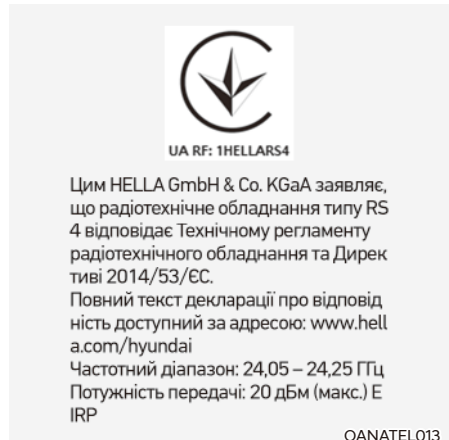 UA RF: 1HELLARS4
Цим HELLA GmbH & Co. KGaA заявляє,
що радіотехнічне обладнання типу RS
4 відповідає Технічному регламенту
радіотехнічного обладнання та Дирек
тиві 2014/53/ЄС.
Повний текст декларації про відповід
ність доступний за адресою: www.hell
a.com/hyundai
Частотний діапазон: 24,05 – 24,25 ГГц
Потужність передачі: 20 дБм (макс.) E
IRP
OANATEL013